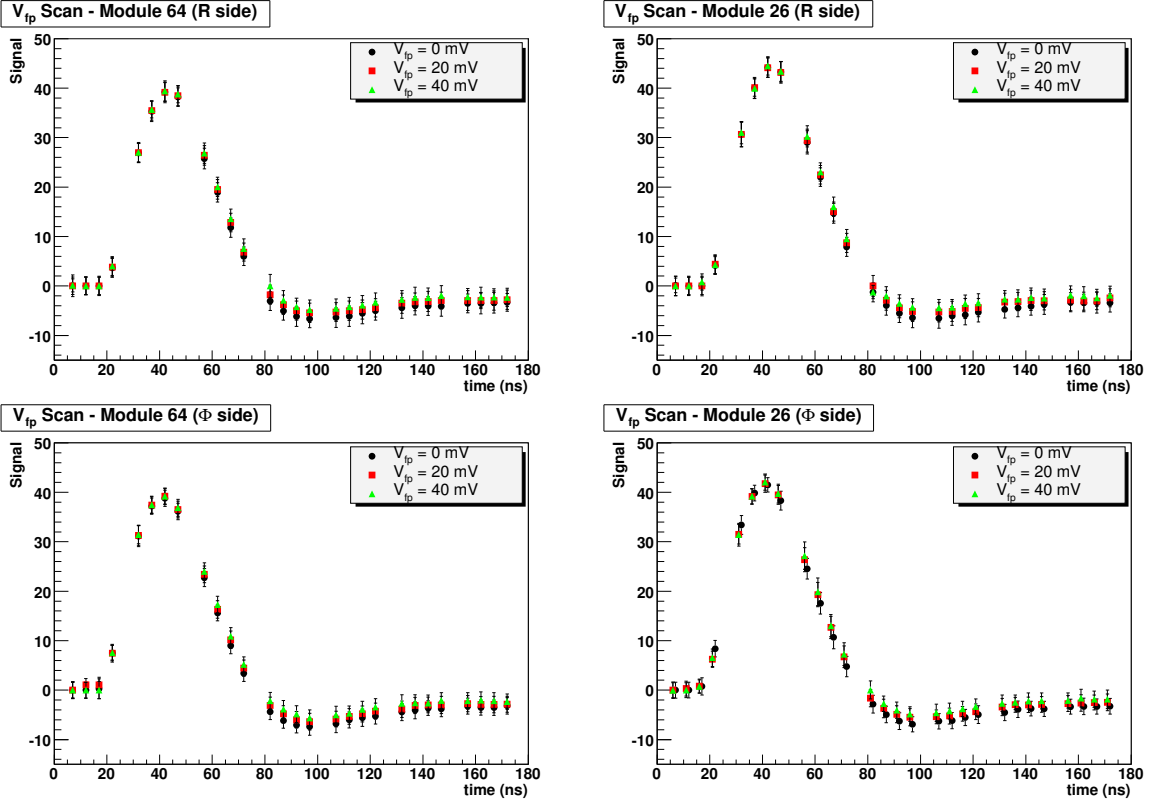 V_fp Scan - Module 64 (R side)
Signal
50
40
30
20
10
0
-10
V_fp = 0 mV
V_fp = 20 mV
V_fp = 40 mV
0 20 40 60 80 100 120 140 160 180
time (ns)
V_fp Scan - Module 26 (R side)
Signal
50
40
30
20
10
0
-10
V_fp = 0 mV
V_fp = 20 mV
V_fp = 40 mV
0 20 40 60 80 100 120 140 160 180
time (ns)
V_fp Scan - Module 64 (Φ side)
Signal
50
40
30
20
10
0
-10
V_fp = 0 mV
V_fp = 20 mV
V_fp = 40 mV
0 20 40 60 80 100 120 140 160 180
time (ns)
V_fp Scan - Module 26 (Φ side)
Signal
50
40
30
20
10
0
-10
V_fp = 0 mV
V_fp = 20 mV
V_fp = 40 mV
0 20 40 60 80 100 120 140 160 180
time (ns)